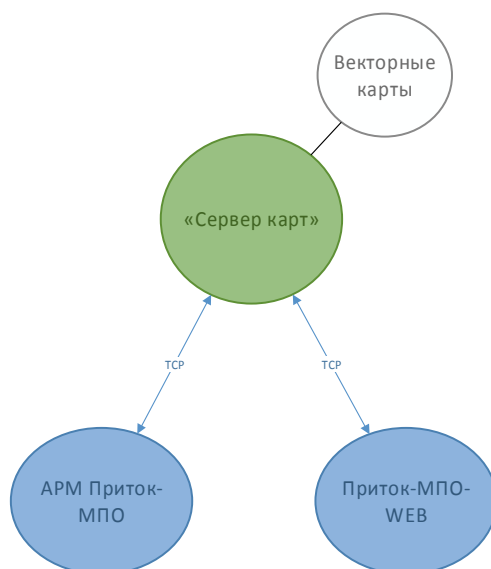 Векторные
карты
«Сервер карт»
TCP
TCP
АРМ Приток-
МПО
Приток-МПО-
WEB